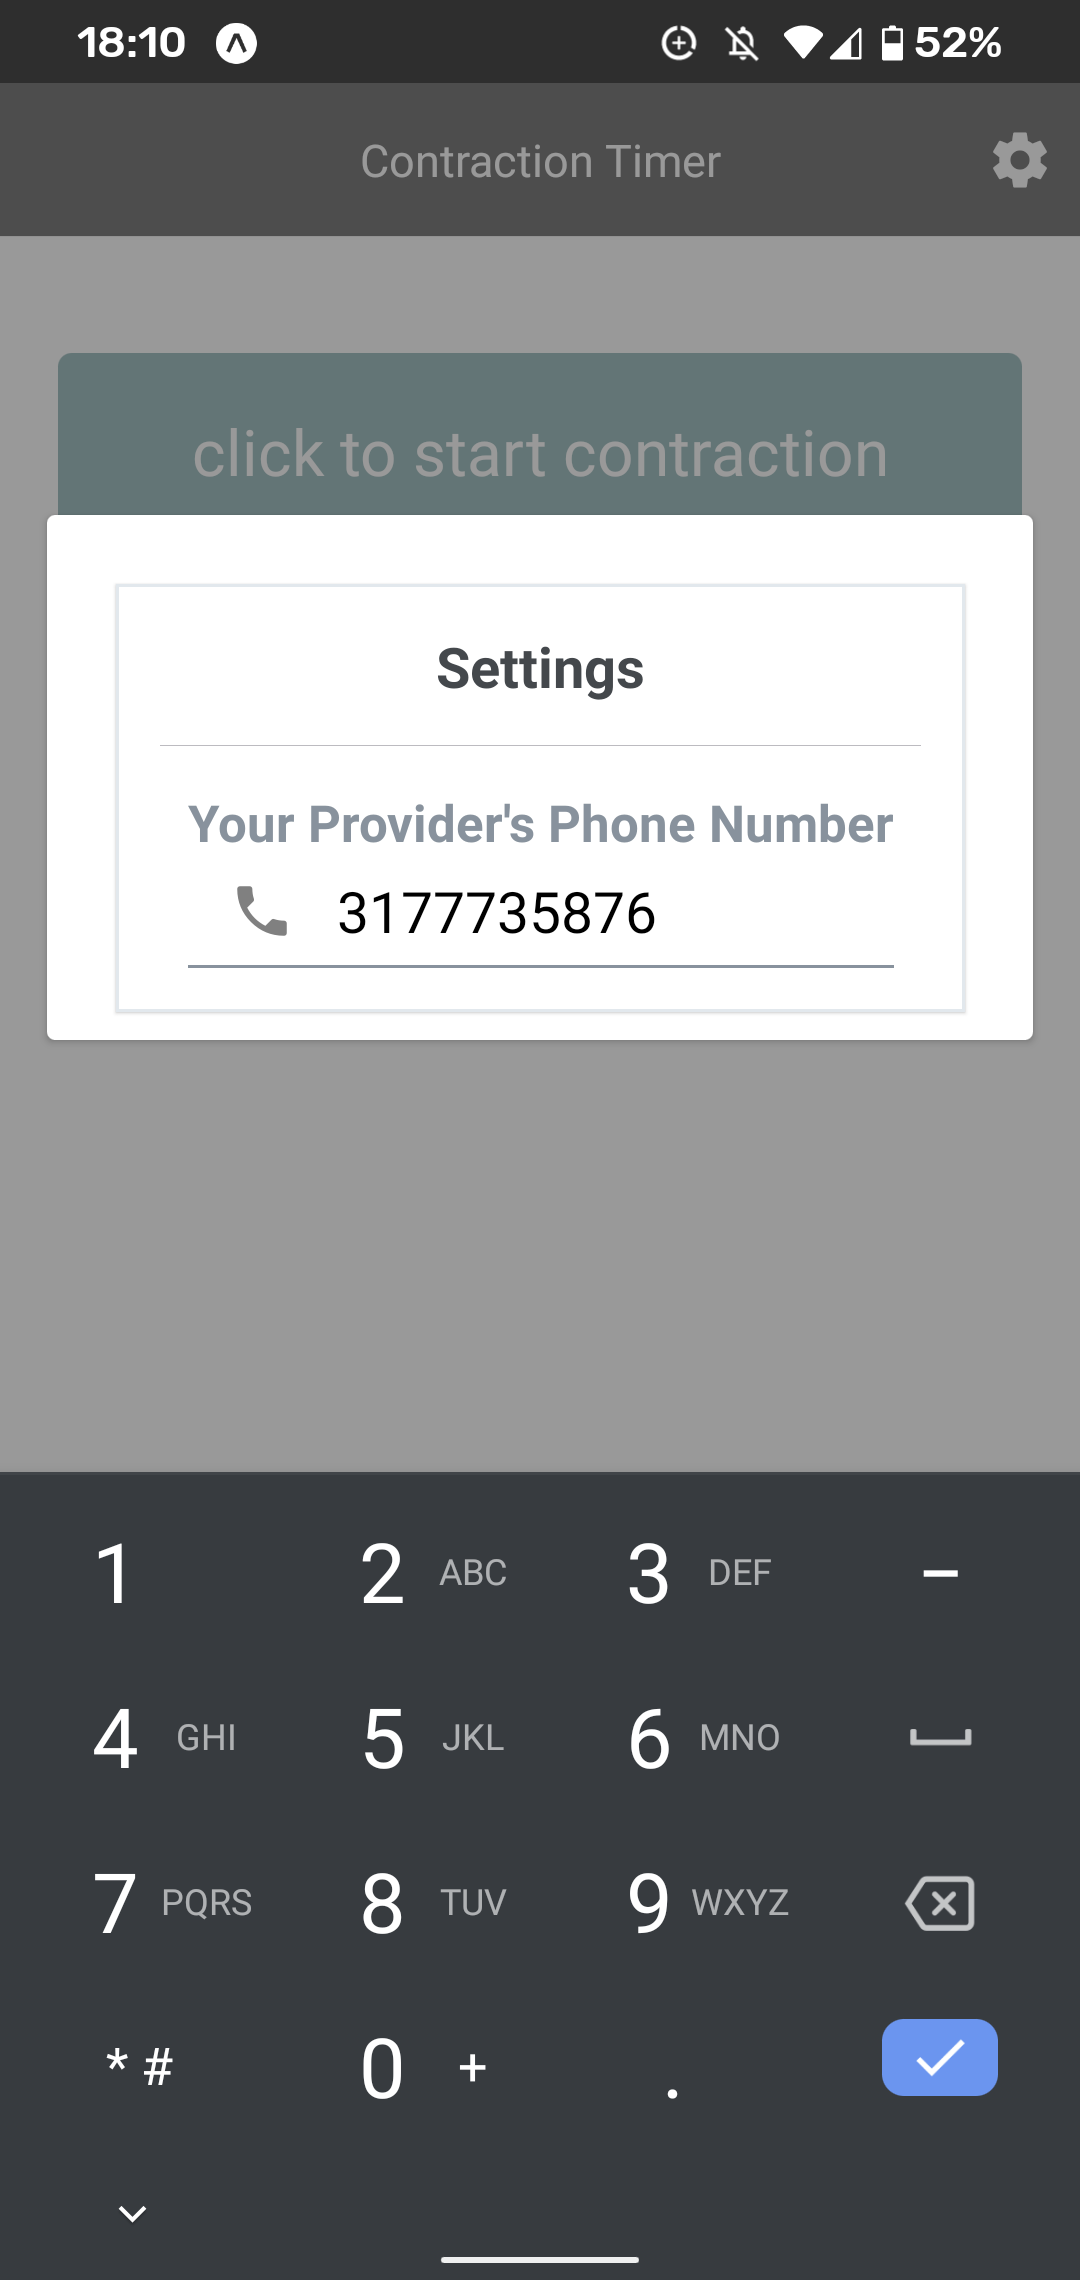 18:10 52%
Contraction Timer
click to start contraction
Settings
Your Provider's Phone Number
3177735876
1 2 ABC 3 DEF –
4 GHI 5 JKL 6 MNO
7 PQRS 8 TUV 9 WXYZ
* # 0 + .